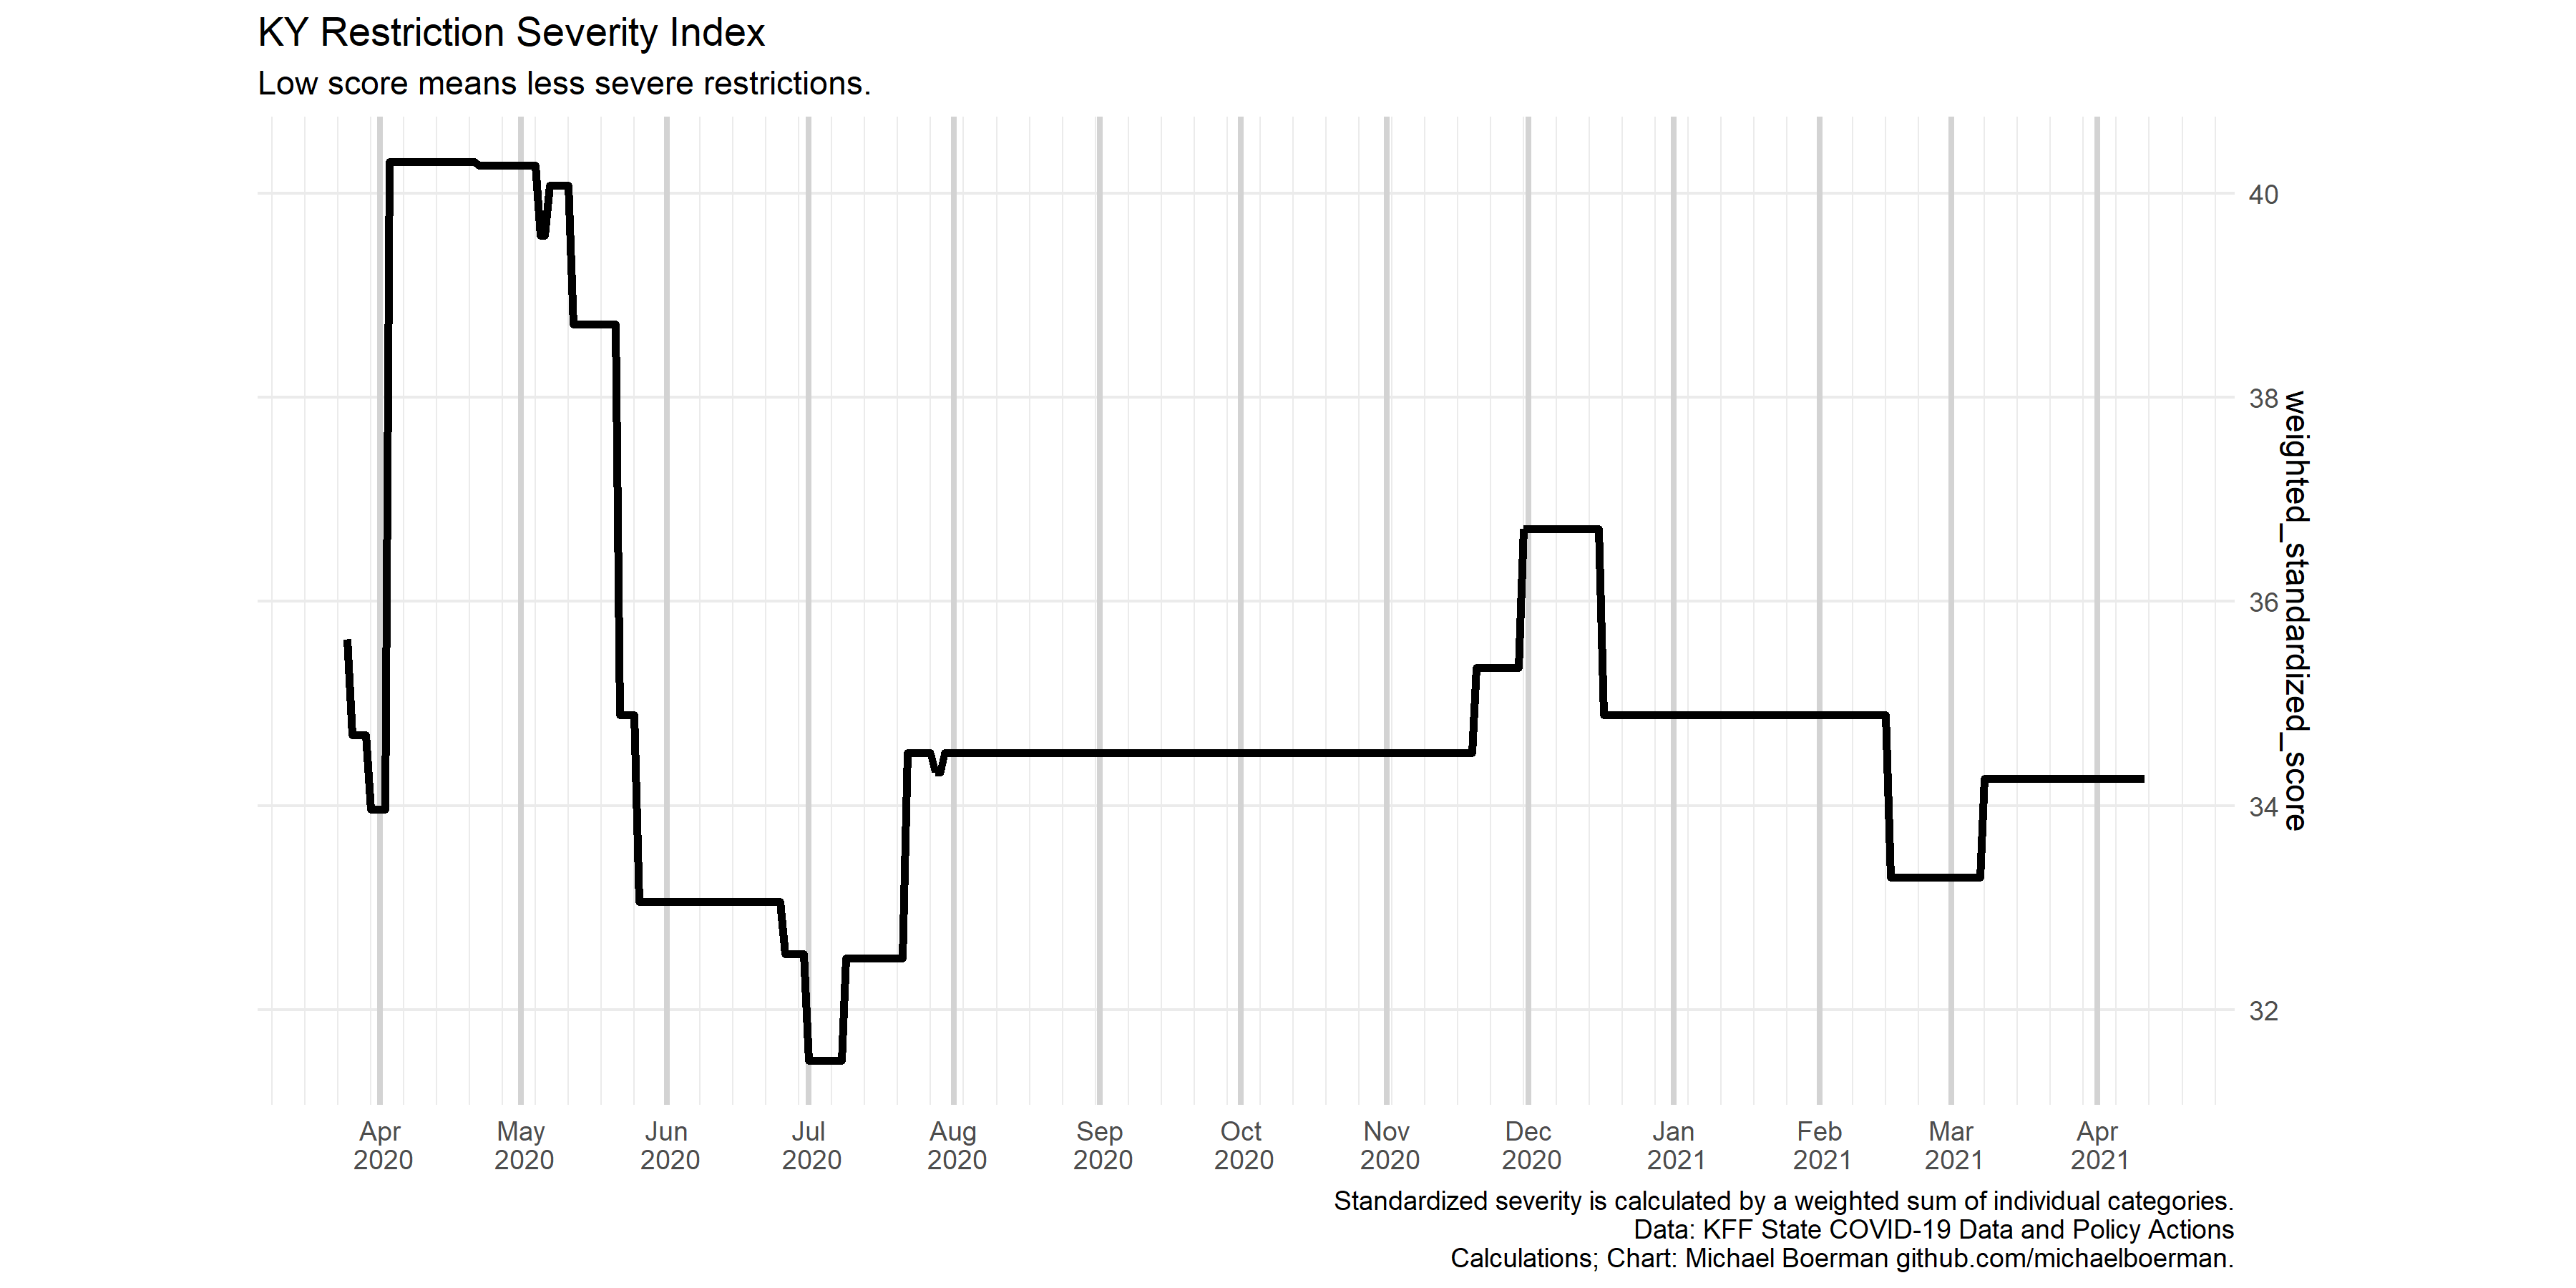 KY Restriction Severity Index
Low score means less severe restrictions.
40
38
36
34
32
weighted_standardized_score
Apr May Jun Jul Aug Sep Oct Nov Dec Jan Feb Mar Apr
2020 2020 2020 2020 2020 2020 2020 2020 2020 2021 2021 2021 2021
Standardized severity is calculated by a weighted sum of individual categories.
Data: KFF State COVID-19 Data and Policy Actions
Calculations; Chart: Michael Boerman github.com/michaelboerman.